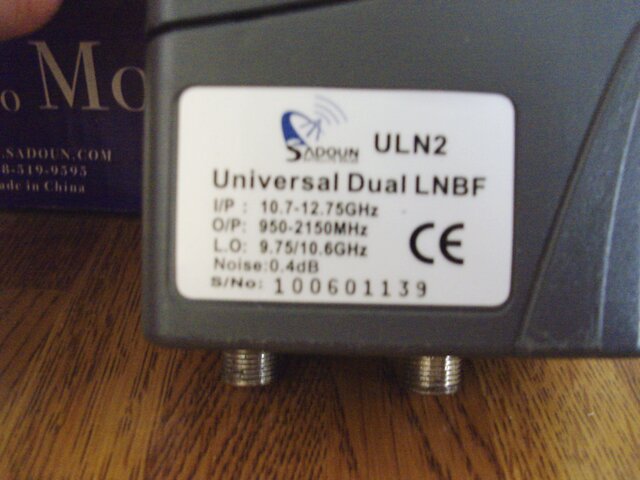 o Mo
.SADOUN.COM
8-519-9595
ade in China
SADOUN
ULN2
Universal Dual LNBF
I/P : 10.7-12.75GHz
O/P: 950-2150MHz
L.O: 9.75/10.6GHz
CE
Noise:0.4dB
S/No: 100601139